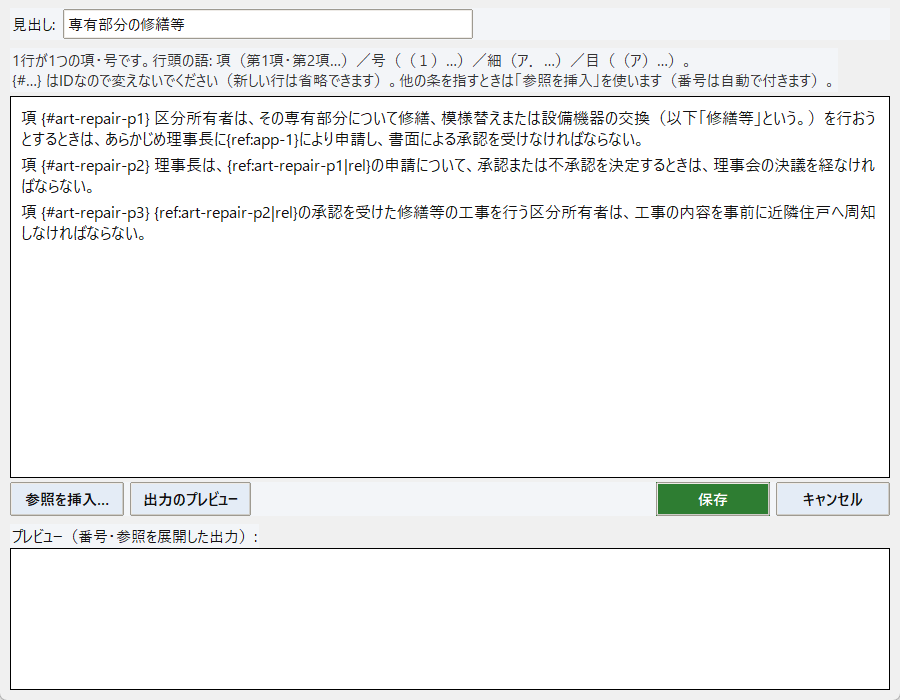 見出し: 専有部分の修繕等
1行が1つの項・号です。行頭の語: 項（第1項・第2項…）／号（（１）…）／細（ア．…）／目（（ア）…）。
{#...} はIDなので変えないでください（新しい行は省略できます）。他の条を指すときは「参照を挿入」を使います（番号は自動で付きます）。
項 {#art-repair-p1} 区分所有者は、その専有部分について修繕、模様替えまたは設備機器の交換（以下「修繕等」という。）を行おう
とするときは、あらかじめ理事長に{ref:app-1}により申請し、書面による承認を受けなければならない。
項 {#art-repair-p2} 理事長は、{ref:art-repair-p1|rel}の申請について、承認または不承認を決定するときは、理事会の決議を経なけれ
ばならない。
項 {#art-repair-p3} {ref:art-repair-p2|rel}の承認を受けた修繕等の工事を行う区分所有者は、工事の内容を事前に近隣住戸へ周知
しなければならない。
参照を挿入... 出力のプレビュー 保存 キャンセル
プレビュー（番号・参照を展開した出力）: